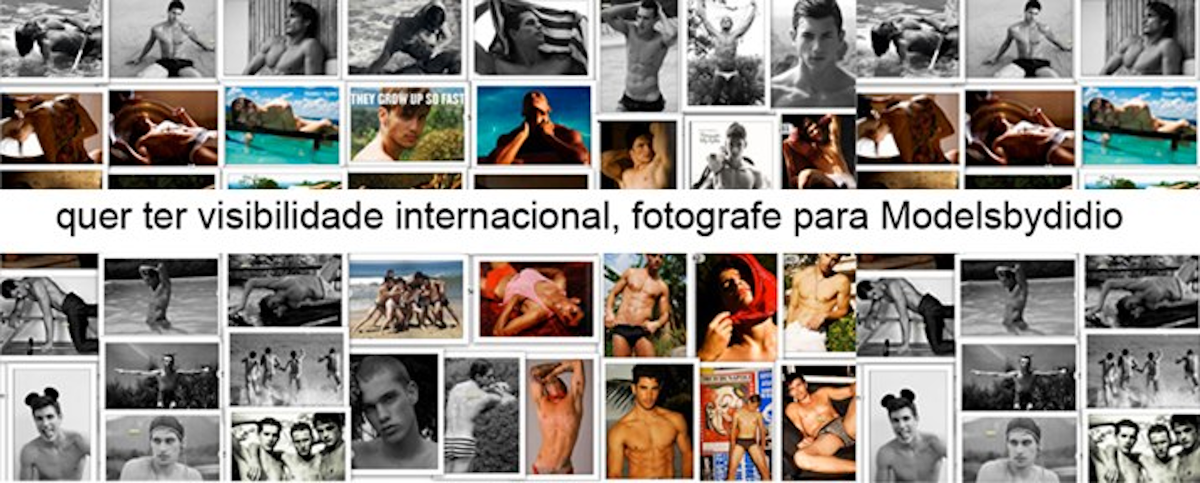 THEY GROW UP SO FAST
quer ter visibilidade internacional, fotografe para Modelsbydidio